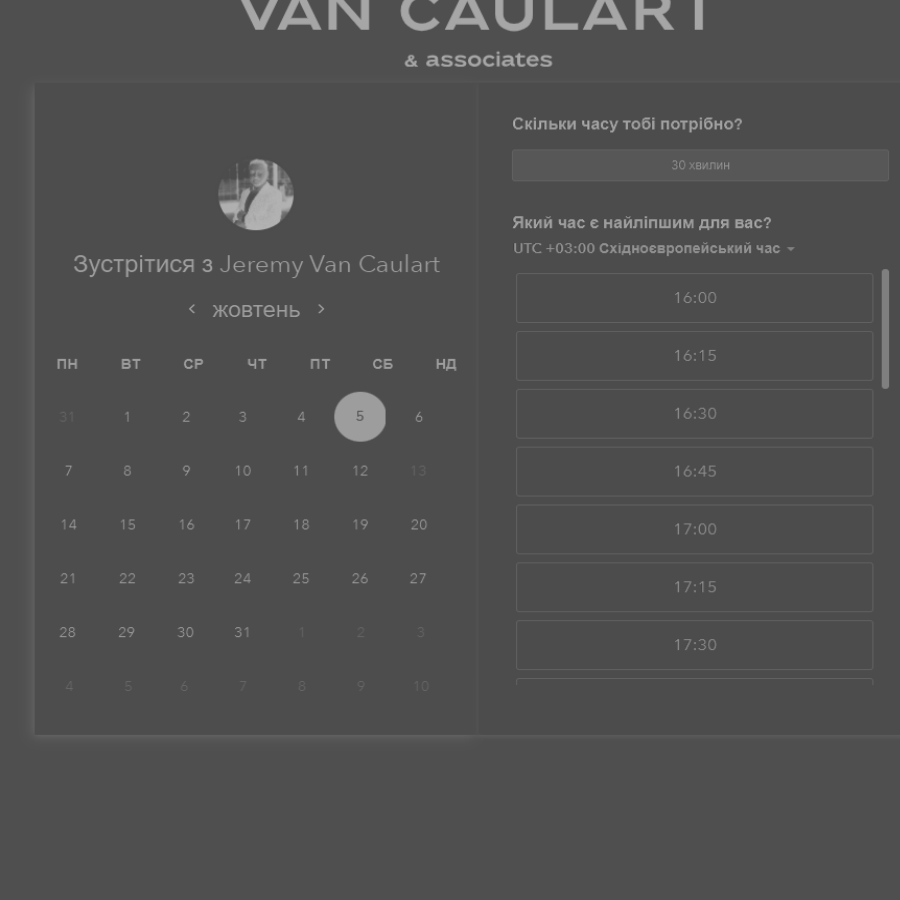 VAN CAULART
& associates
Зустрітися з Jeremy Van Caulart
жовтень
ПН ВТ СР ЧТ ПТ СБ НД
31 1 2 3 4 5 6
7 8 9 10 11 12 13
14 15 16 17 18 19 20
21 22 23 24 25 26 27
28 29 30 31 1 2 3
4 5 6 7 8 9 10
Скільки часу тобі потрібно?
30 хвилин
Який час є найліпшим для вас?
UTC +03:00 Східноєвропейський час
16:00
16:15
16:30
16:45
17:00
17:15
17:30